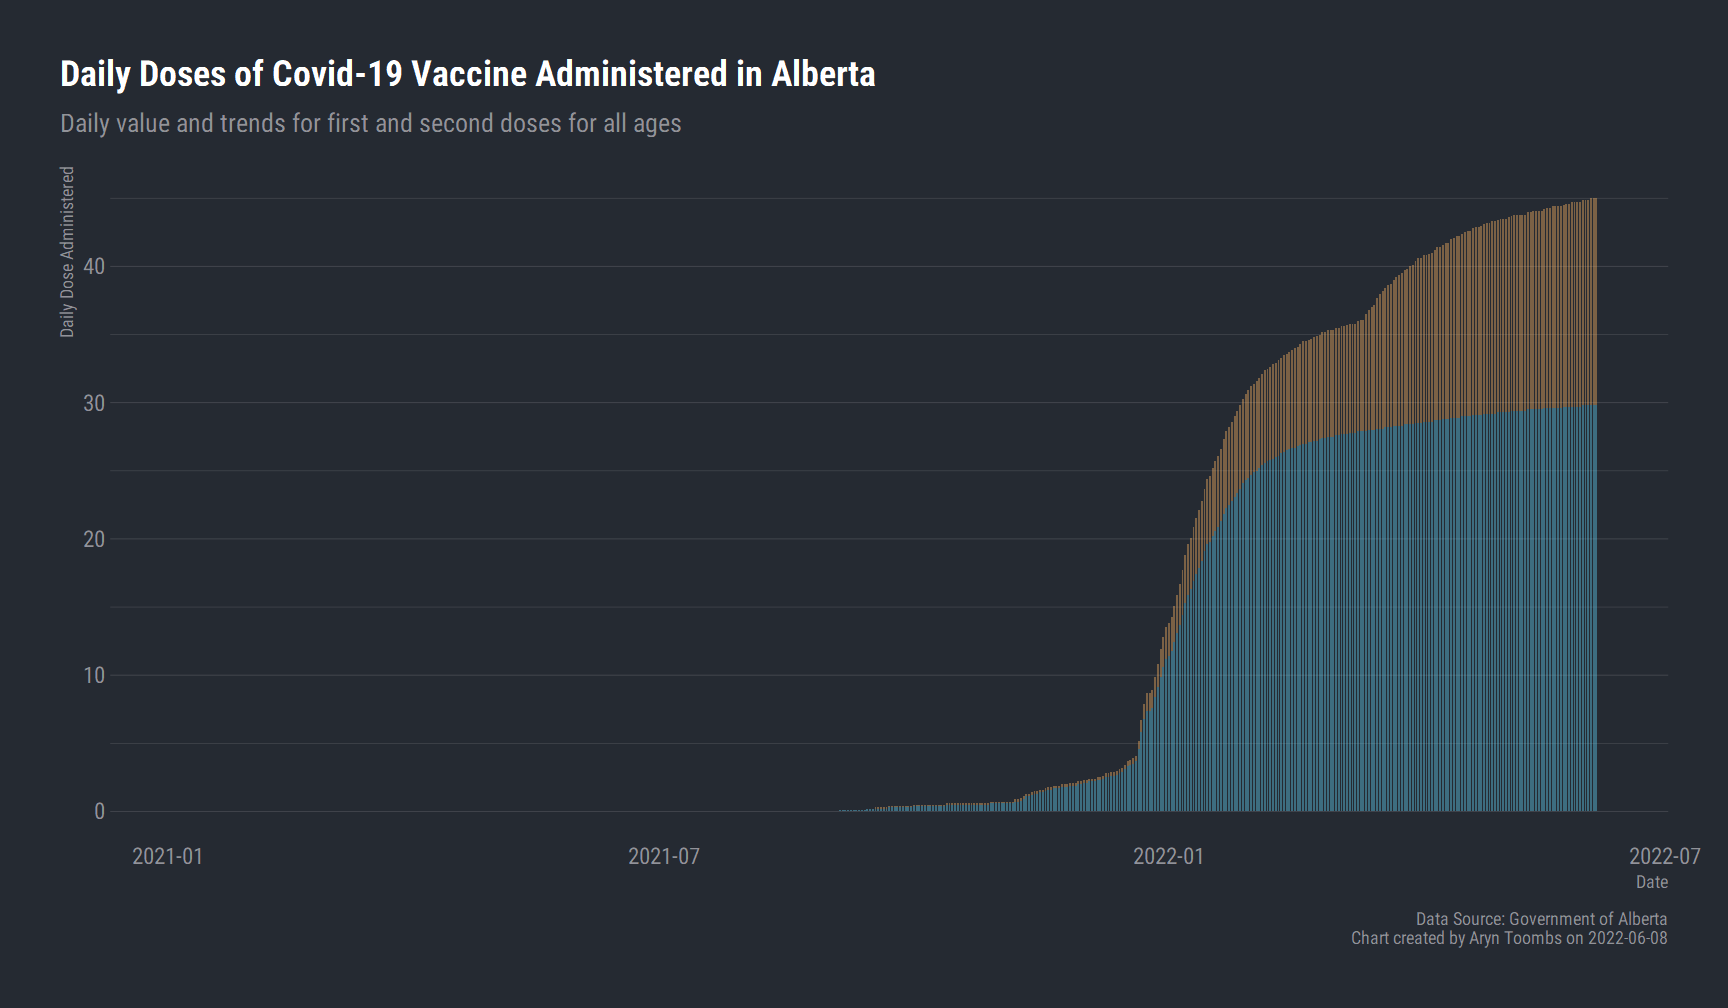 Daily Doses of Covid-19 Vaccine Administered in Alberta
Daily value and trends for first and second doses for all ages
Daily Dose Administered
40
30
20
10
0
2021-01
2021-07
2022-01
2022-07
Date
Data Source: Government of Alberta
Chart created by Aryn Toombs on 2022-06-08